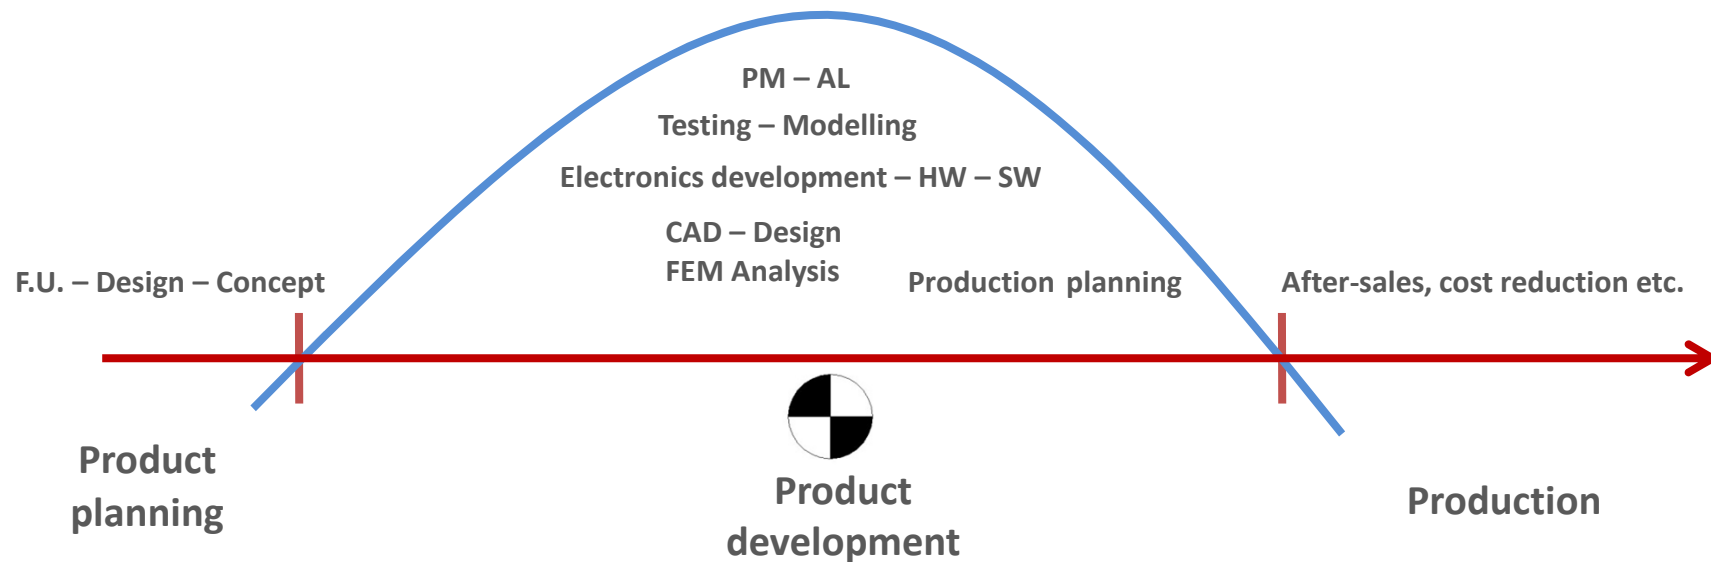 PM – AL
Testing – Modelling
Electronics development – HW – SW
CAD – Design
FEM Analysis
F.U. – Design – Concept
Production planning
After-sales, cost reduction etc.
Product
planning
Product
development
Production